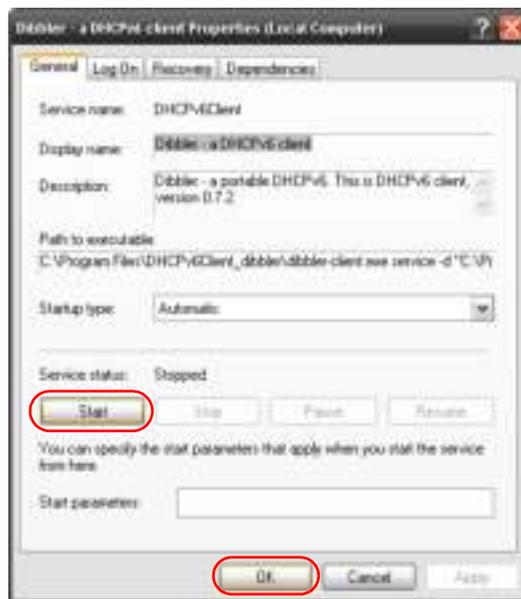 Dibbler - a DHCPv6 client Properties (Local Computer)
General Log On Recovery Dependencies
Service name: DHCPv6Client
Display name: Dibbler - a DHCPv6 client
Description: Dibbler - a portable DHCPv6. This is DHCPv6 client,
version 0.7.2
Path to executable:
C:\Program Files\DHCPv6Client_dibbler\dibbler-client.exe service -d "C:\Pr
Startup type: Automatic
Service status: Stopped
Start Stop Pause Resume
You can specify the start parameters that apply when you start the service
from here.
Start parameters:
OK Cancel Apply